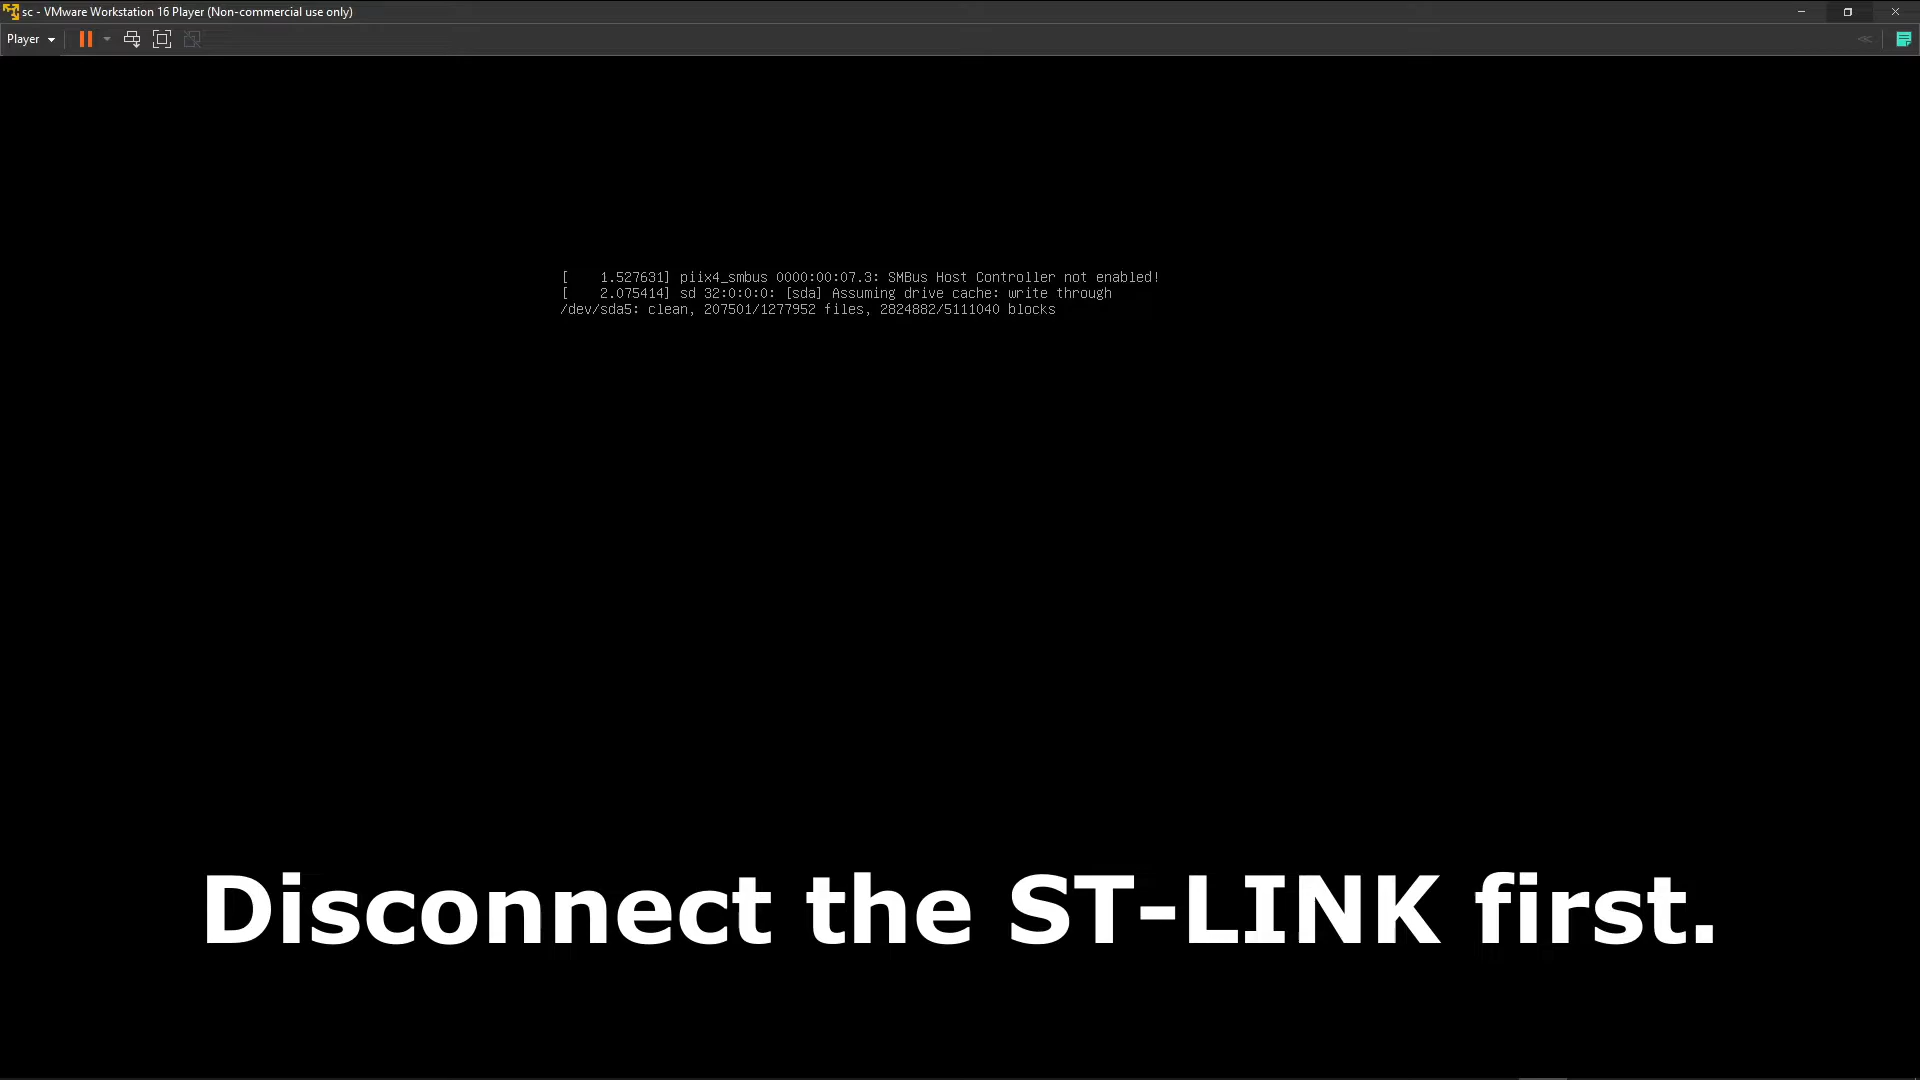 sc - VMware Workstation 16 Player (Non-commercial use only)
Player
[    1.527631] piix4_smbus 0000:00:07.3: SMBus Host Controller not enabled!
[    2.075414] sd 32:0:0:0: [sda] Assuming drive cache: write through
/dev/sda5: clean, 207501/1277952 files, 2824882/5111040 blocks
Disconnect the ST-LINK first.